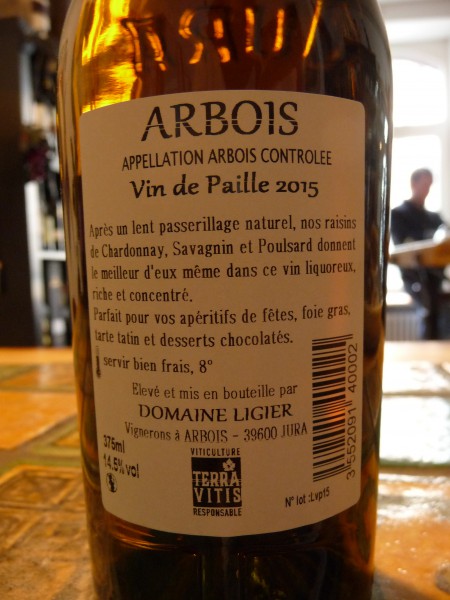 ARBOIS
APPELLATION ARBOIS CONTROLEE
Vin de Paille 2015
Après un lent passerillage naturel, nos raisins
de Chardonnay, Savagnin et Poulsard donnent
le meilleur d'eux même dans ce vin liquoreux,
riche et concentré.
Parfait pour vos apéritifs de fêtes, foie gras,
tarte tatin et desserts chocolatés.
servir bien frais, 8°
Elevé et mis en bouteille par
DOMAINE LIGIER
Vignerons à ARBOIS - 39600 JURA
375ml
14,5% vol
VITICULTURE
TERRA
VITIS
RESPONSABLE
3 552091 40002
N° lot :Lvp15